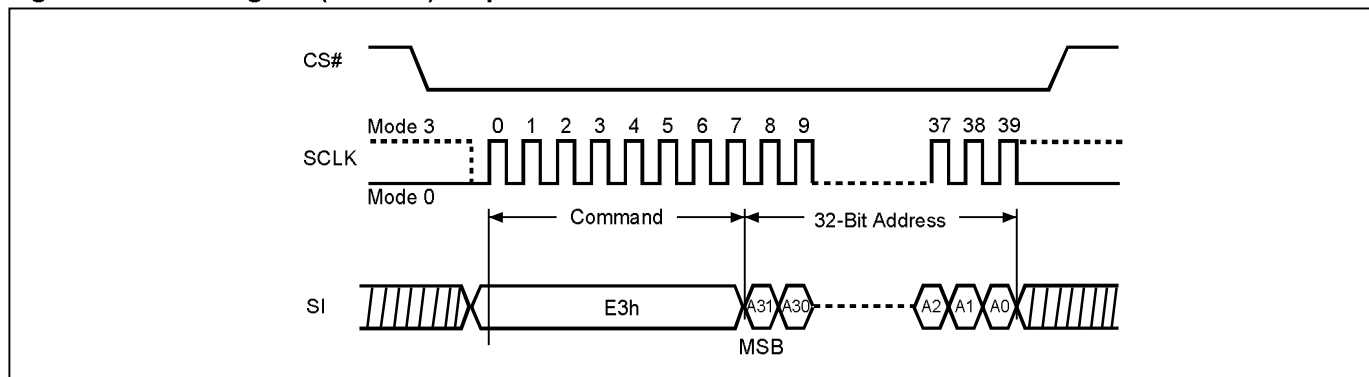 CS#
Mode 3
0 1 2 3 4 5 6 7 8 9 37 38 39
SCLK
Mode 0
Command
32-Bit Address
SI
E3h
A31 A30 A2 A1 A0
MSB